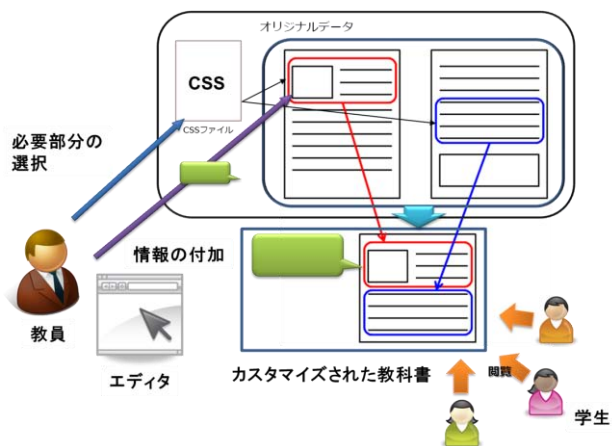 オリジナルデータ
CSS
CSSファイル
必要部分の
選択
情報の付加
教員
エディタ
カスタマイズされた教科書
閲覧
学生